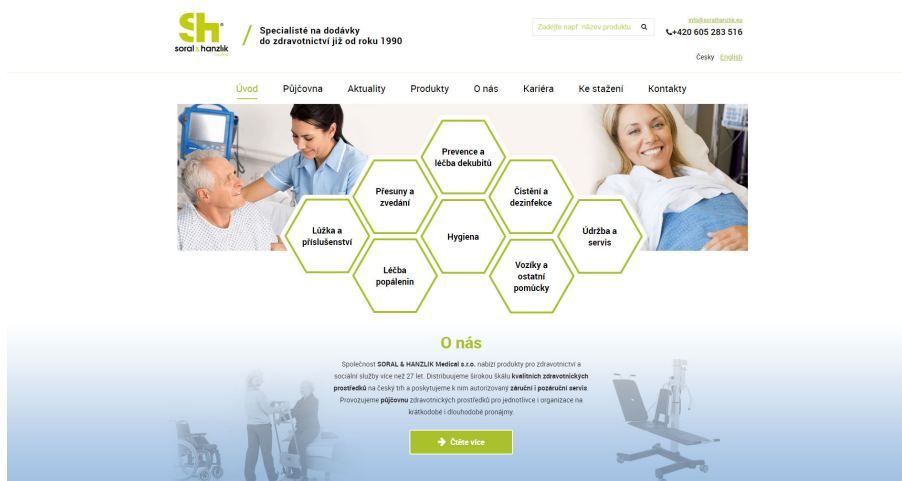 sh
soral & hanzlik
Specialisté na dodávky
do zdravotnictví již od roku 1990
Zadejte např. název produktu
info@soralhanzlik.eu
+420 605 283 516
Česky English
Úvod Půjčovna Aktuality Produkty O nás Kariéra Ke stažení Kontakty
Prevence a
léčba dekubitů
Přesuny a
zvedání
Čistění a
dezinfekce
Lůžka a
příslušenství
Hygiena
Údržba a
servis
Léčba
popálenin
Vozíky a
ostatní
pomůcky
O nás
Společnost SORAL & HANZLIK Medical s.r.o. nabízí produkty pro zdravotnictví a
sociální služby více než 27 let. Distribuujeme širokou škálu kvalitních zdravotnických
prostředků na český trh a poskytujeme k nim autorizovaný záruční i pozáruční servis.
Provozujeme půjčovnu zdravotnických prostředků pro jednotlivce i organizace na
krátkodobé i dlouhodobé pronájmy.
Čtěte více